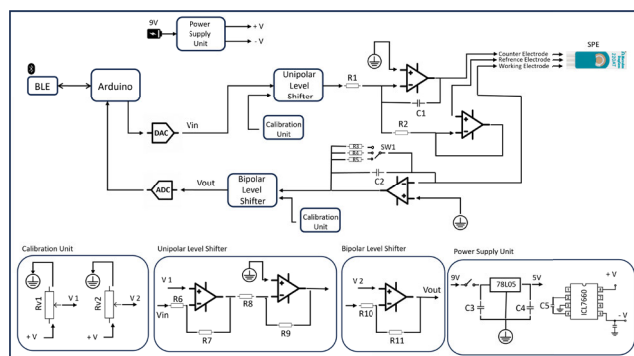 9V
Power
Supply
Unit
+ V
- V
SPE
BLE
Arduino
DAC
Vin
Unipolar
Level
Shifter
R1
Calibration
Unit
C1
R2
Counter Electrode
Refrence Electrode
Working Electrode
ADC
Vout
Bipolar
Level
Shifter
Calibration
Unit
R3
R4
R5
SW1
C2
Calibration Unit
Rv1
V 1
+ V
Rv2
V 2
+ V
Unipolar Level Shifter
V 1
Vin
R6
R7
R8
R9
Bipolar Level Shifter
V 2
R10
R11
Vout
Power Supply Unit
9V
78L05
5V
C3
C4
C5
ICL7660
+ V
- V